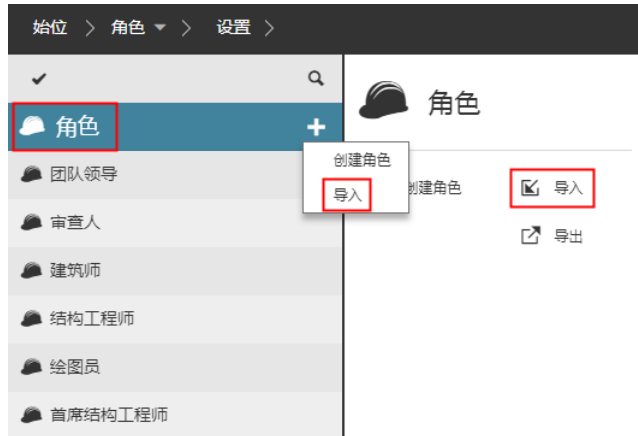 始位 > 角色 > 设置 >
角色
团队领导
审查人
建筑师
结构工程师
绘图员
首席结构工程师
创建角色
导入
角色
创建角色
导入
导出